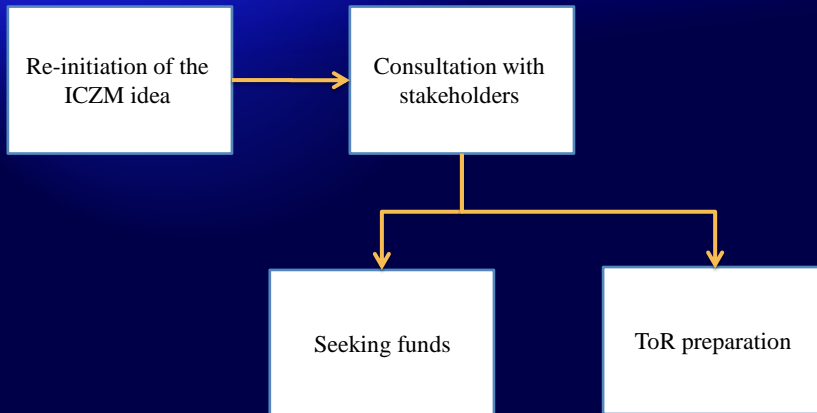 Re-initiation of the
ICZM idea
Consultation with
stakeholders
Seeking funds
ToR preparation